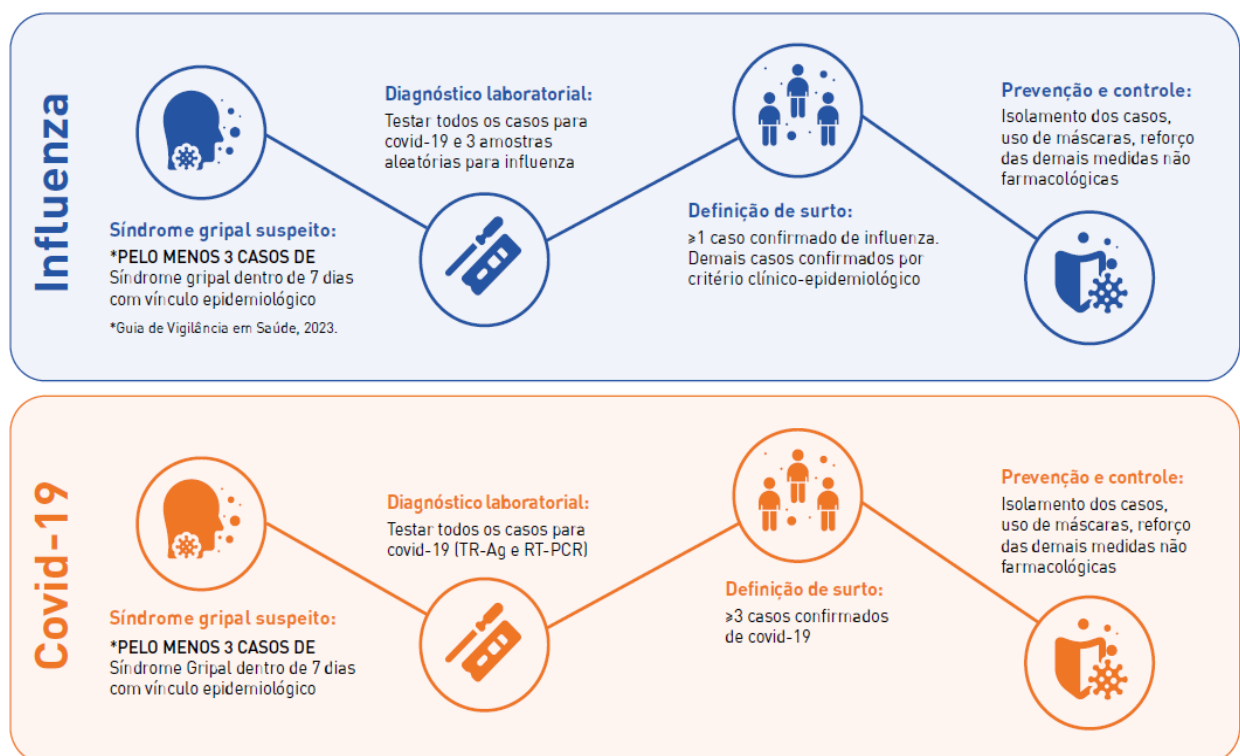 Influenza
Síndrome gripal suspeito:
*PELO MENOS 3 CASOS DE
Síndrome gripal dentro de 7 dias
com vínculo epidemiológico
*Guia de Vigilância em Saúde, 2023.
Diagnóstico laboratorial:
Testar todos os casos para
covid-19 e 3 amostras
aleatórias para influenza
Definição de surto:
≥1 caso confirmado de influenza.
Demais casos confirmados por
critério clínico-epidemiológico
Prevenção e controle:
Isolamento dos casos,
uso de máscaras, reforço
das demais medidas não
farmacológicas
Covid-19
Síndrome gripal suspeito:
*PELO MENOS 3 CASOS DE
Síndrome Gripal dentro de 7 dias
com vínculo epidemiológico
Diagnóstico laboratorial:
Testar todos os casos para
covid-19 (TR-Ag e RT-PCR)
Definição de surto:
≥3 casos confirmados
de covid-19
Prevenção e controle:
Isolamento dos casos,
uso de máscaras, reforço
das demais medidas não
farmacológicas